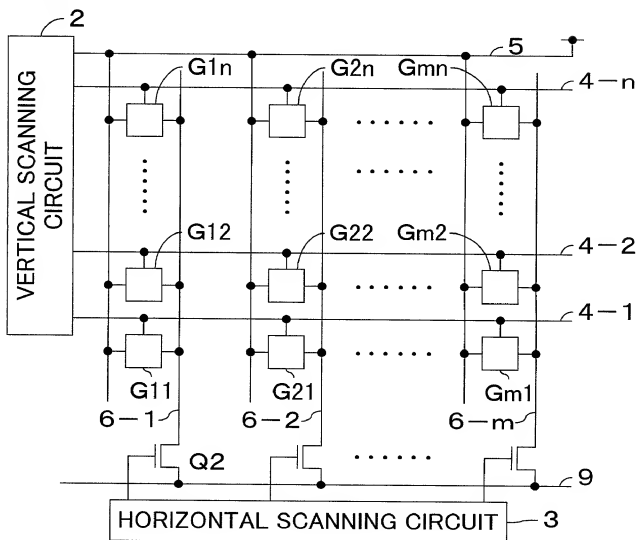 2
5
G1n G2n Gmn
4-n
VERTICAL SCANNING
CIRCUIT
G12 G22 Gm2
4-2
4-1
G11 G21 Gm1
6-1 6-2 6-m
Q2
9
HORIZONTAL SCANNING CIRCUIT
3